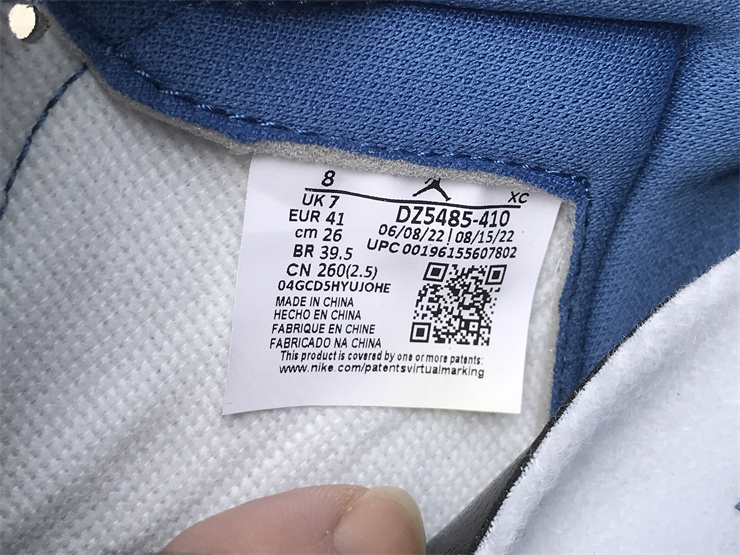 8
XC
UK 7
EUR 41
cm 26
BR 39.5
CN 260(2.5)
04GCD5HYUJOHE
DZ5485-410
06/08/22 | 08/15/22
UPC 00196155607802
MADE IN CHINA
HECHO EN CHINA
FABRIQUE EN CHINE
FABRICADO NA CHINA
This product is covered by one or more patents:
www.nike.com/patentsvirtualmarking